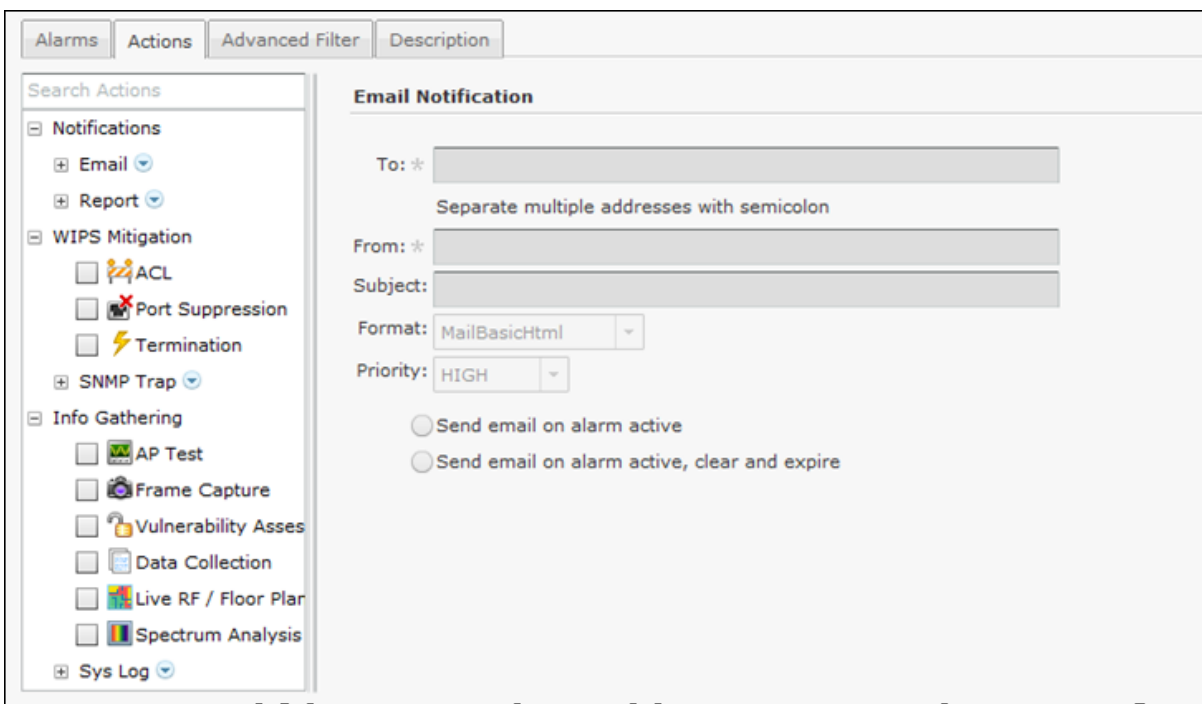 Alarms Actions Advanced Filter Description
Search Actions
Notifications
Email
Report
WIPS Mitigation
ACL
Port Suppression
Termination
SNMP Trap
Info Gathering
AP Test
Frame Capture
Vulnerability Asses
Data Collection
Live RF / Floor Plan
Spectrum Analysis
Sys Log
Email Notification
To: *
Separate multiple addresses with semicolon
From: *
Subject:
Format: MailBasicHtml
Priority: HIGH
Send email on alarm active
Send email on alarm active, clear and expire